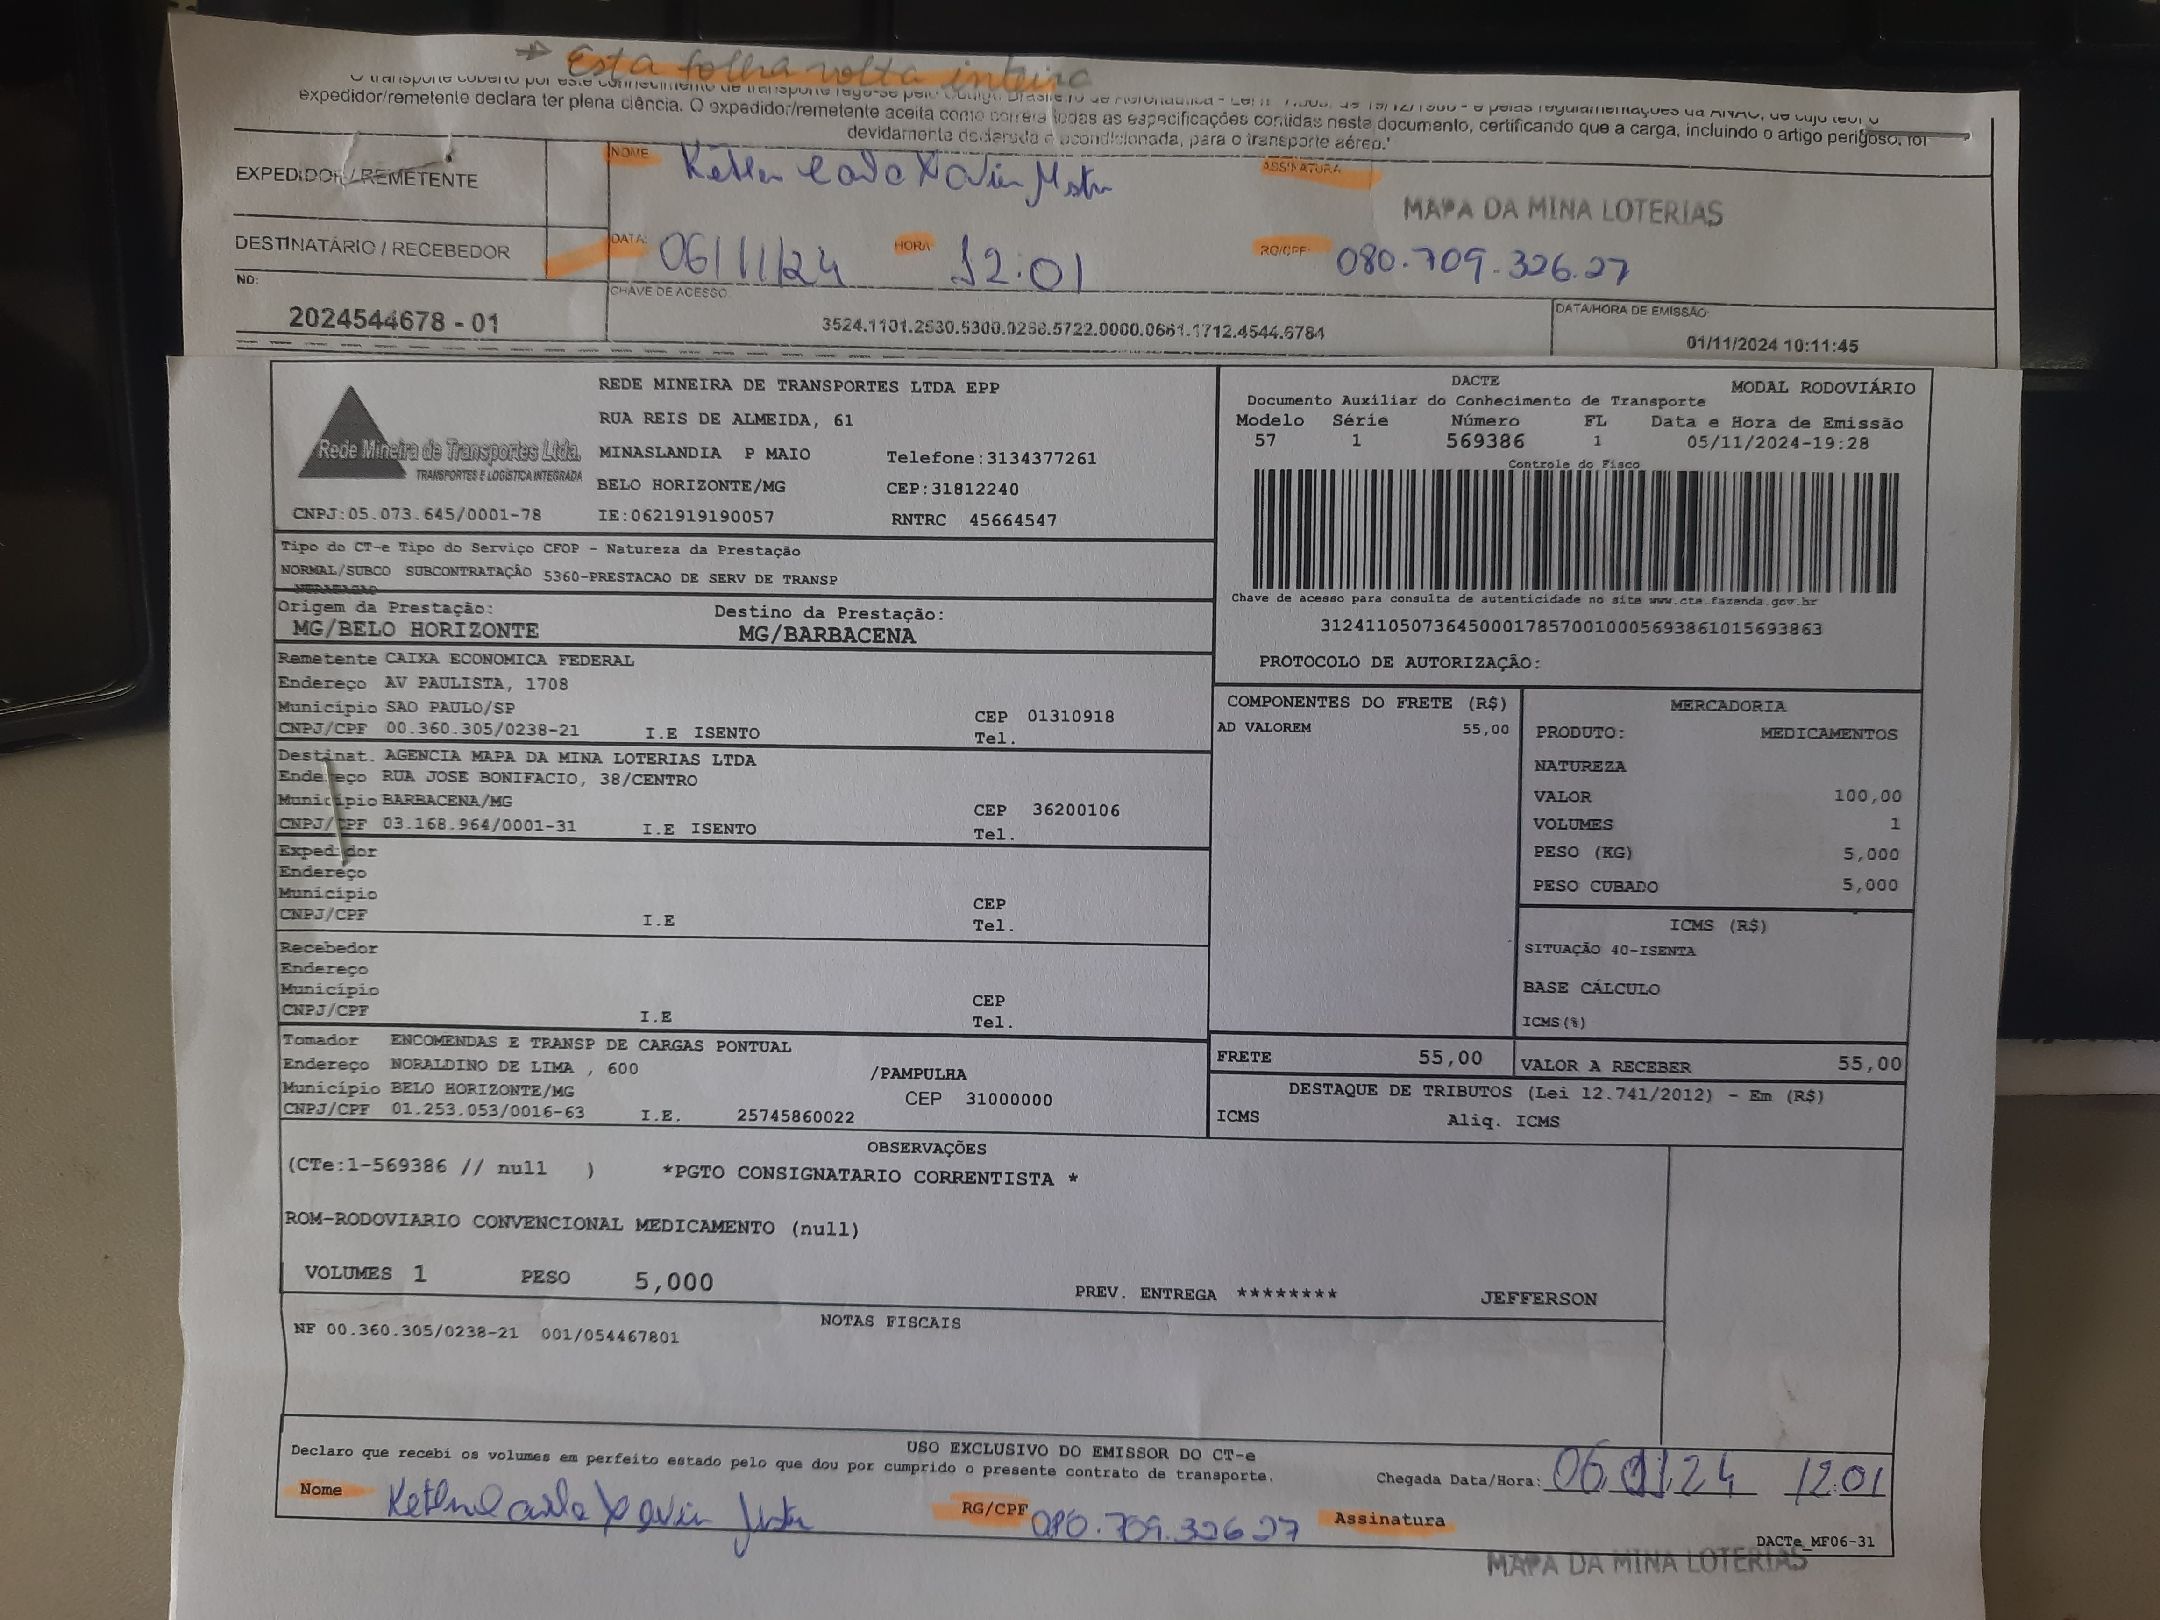 → Esta folha volta inteira
expedidor/remetente declara ter plena ciência. O expedidor/remetente aceita como correta todas as especificações contidas neste documento, certificando que a carga, incluindo o artigo perigoso, foi
devidamente declarada e acondicionada, para o transporte aéreo.'
EXPEDIDOR / REMETENTE
NOME
ASSINATURA
MAPA DA MINA LOTERIAS
DESTINATÁRIO / RECEBEDOR
DATA: 06/11/24 HORA: 12:01 RG/CPF: 080.709.326.27
NO:
2024544678 - 01
CHAVE DE ACESSO
DATA/HORA DE EMISSÃO
01/11/2024 10:11:45
Rede Mineira de Transportes Ltda.
TRANSPORTES E LOGÍSTICA INTEGRADA
CNPJ:05.073.645/0001-78
REDE MINEIRA DE TRANSPORTES LTDA EPP
RUA REIS DE ALMEIDA, 61
MINASLANDIA P MAIO Telefone:3134377261
BELO HORIZONTE/MG CEP:31812240
IE:0621919190057 RNTRC 45664547
DACTE MODAL RODOVIÁRIO
Documento Auxiliar do Conhecimento de Transporte
Modelo Série Número FL Data e Hora de Emissão
57 1 569386 1 05/11/2024-19:28
Controle do Fisco
Chave de acesso para consulta de autenticidade no site www.cte.fazenda.gov.br
31241105073645000178570010005693861015693863
PROTOCOLO DE AUTORIZAÇÃO:
Tipo do CT-e Tipo do Serviço CFOP - Natureza da Prestação
NORMAL/SUBCO SUBCONTRATAÇÃO 5360-PRESTACAO DE SERV DE TRANSP
Origem da Prestação: Destino da Prestação:
MG/BELO HORIZONTE MG/BARBACENA
Remetente CAIXA ECONOMICA FEDERAL
Endereço AV PAULISTA, 1708
Município SAO PAULO/SP CEP 01310918
CNPJ/CPF 00.360.305/0238-21 I.E ISENTO Tel.
Destinat. AGENCIA MAPA DA MINA LOTERIAS LTDA
Endereço RUA JOSE BONIFACIO, 38/CENTRO
Município BARBACENA/MG CEP 36200106
CNPJ/CPF 03.168.964/0001-31 I.E ISENTO Tel.
Expedidor
Endereço
Município CEP
CNPJ/CPF I.E Tel.
Recebedor
Endereço
Município CEP
CNPJ/CPF I.E Tel.
Tomador ENCOMENDAS E TRANSP DE CARGAS PONTUAL
Endereço NORALDINO DE LIMA , 600 /PAMPULHA
Município BELO HORIZONTE/MG CEP 31000000
CNPJ/CPF 01.253.053/0016-63 I.E. 25745860022
COMPONENTES DO FRETE (R$)
AD VALOREM 55,00
MERCADORIA
PRODUTO: MEDICAMENTOS
NATUREZA
VALOR 100,00
VOLUMES 1
PESO (KG) 5,000
PESO CUBADO 5,000
ICMS (R$)
SITUAÇÃO 40-ISENTA
BASE CÁLCULO
ICMS(%)
FRETE 55,00 VALOR A RECEBER 55,00
DESTAQUE DE TRIBUTOS (Lei 12.741/2012) - Em (R$)
ICMS Aliq. ICMS
OBSERVAÇÕES
(CTe:1-569386 // null ) *PGTO CONSIGNATARIO CORRENTISTA *
ROM-RODOVIARIO CONVENCIONAL MEDICAMENTO (null)
VOLUMES 1 PESO 5,000 PREV. ENTREGA ******** JEFFERSON
NOTAS FISCAIS
NF 00.360.305/0238-21 001/054467801
USO EXCLUSIVO DO EMISSOR DO CT-e
Declaro que recebi os volumes em perfeito estado pelo que dou por cumprido o presente contrato de transporte.
Chegada Data/Hora: 06/11/24 12:01
Nome RG/CPF 080.709.326 27 Assinatura
DACTe_MF06-31
MAPA DA MINA LOTERIAS